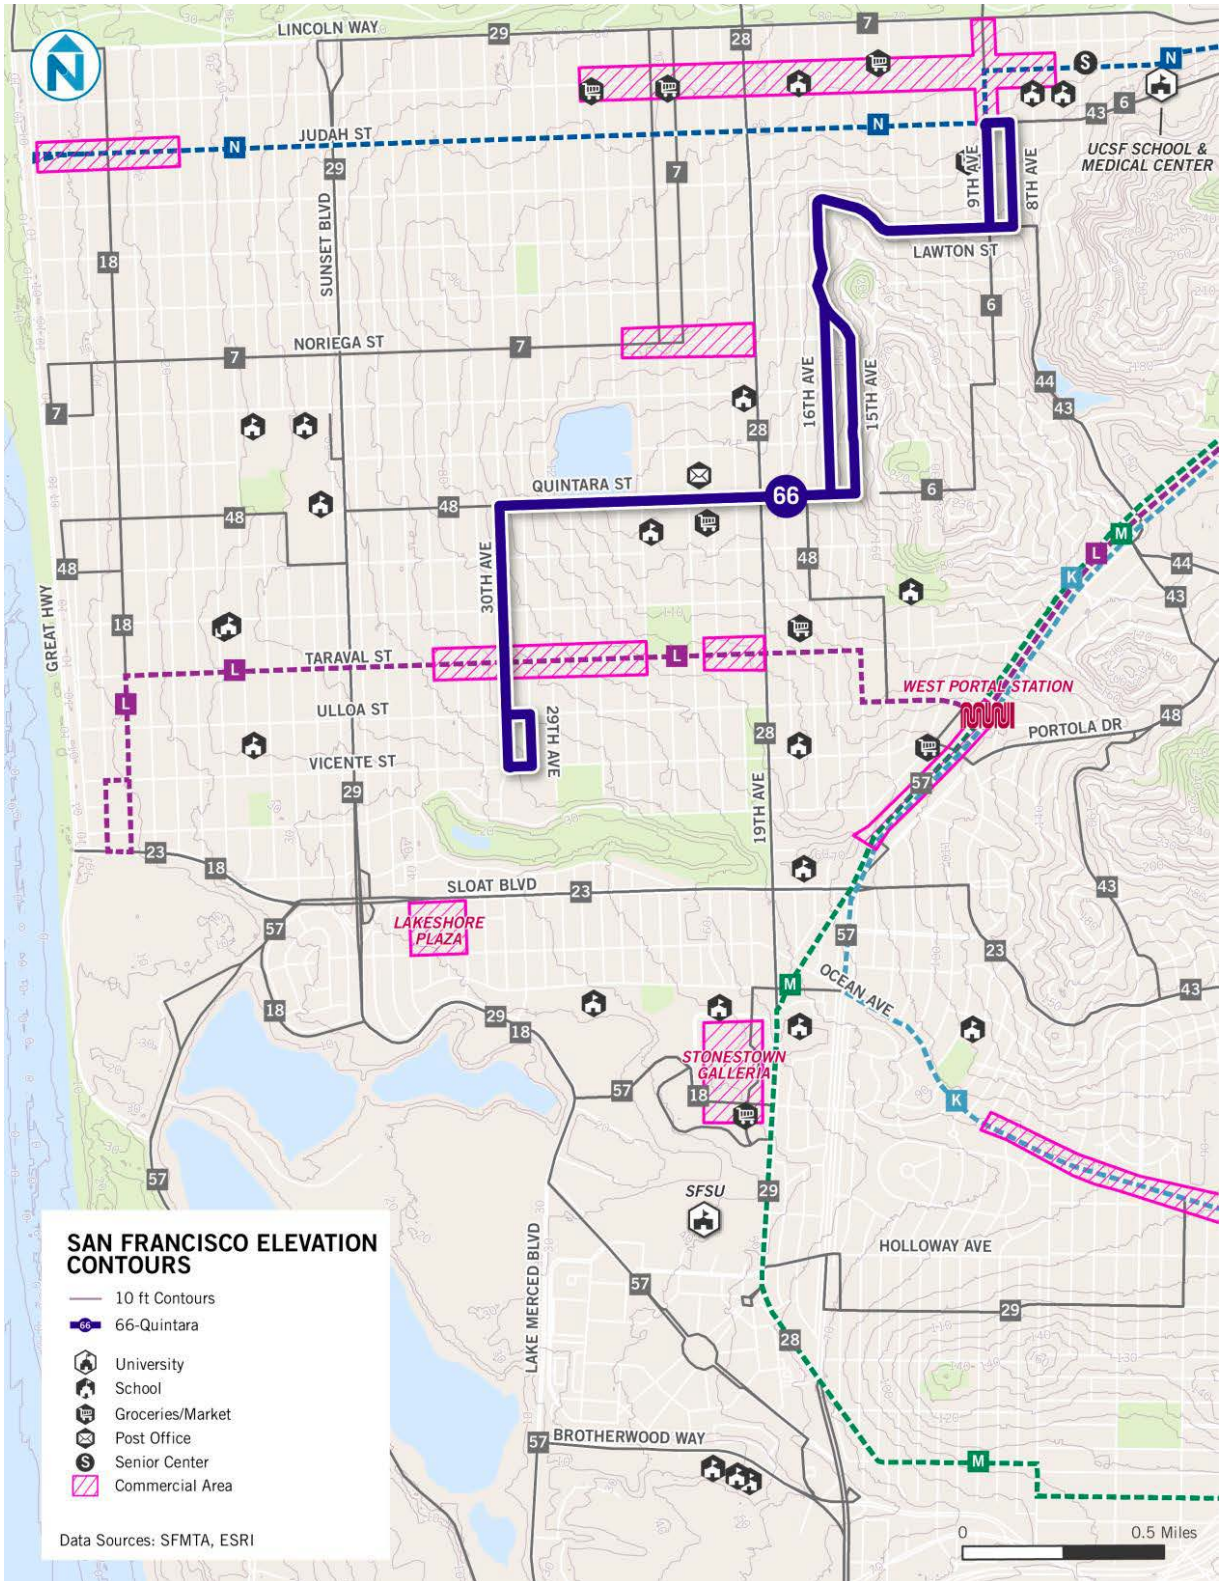 LINCOLN WAY
29
28
7
N
S
N
43
6
JUDAH ST
N
N
UCSF SCHOOL &
MEDICAL CENTER
29
7
9TH AVE
8TH AVE
SUNSET BLVD
18
LAWTON ST
6
NORIEGA ST
7
7
7
16TH AVE
15TH AVE
44
43
28
QUINTARA ST
66
6
48
48
48
48
30TH AVE
GREAT HWY
18
M
L
K
44
43
TARAVAL ST
L
L
L
WEST PORTAL STATION
MUNI
PORTOLA DR
48
ULLOA ST
29TH AVE
28
VICENTE ST
57
29
19TH AVE
23
18
SLOAT BLVD
23
43
LAKESHORE
PLAZA
57
57
23
M
OCEAN AVE
43
18
29
18
STONESTOWN
GALLERIA
57
18
K
57
SFSU
29
LAKE MERCED BLVD
HOLLOWAY AVE
57
29
28
57
BROTHERWOOD WAY
M
N
SAN FRANCISCO ELEVATION
CONTOURS
10 ft Contours
66
66-Quintara
University
School
Groceries/Market
Post Office
S
Senior Center
Commercial Area
Data Sources: SFMTA, ESRI
0
0.5 Miles